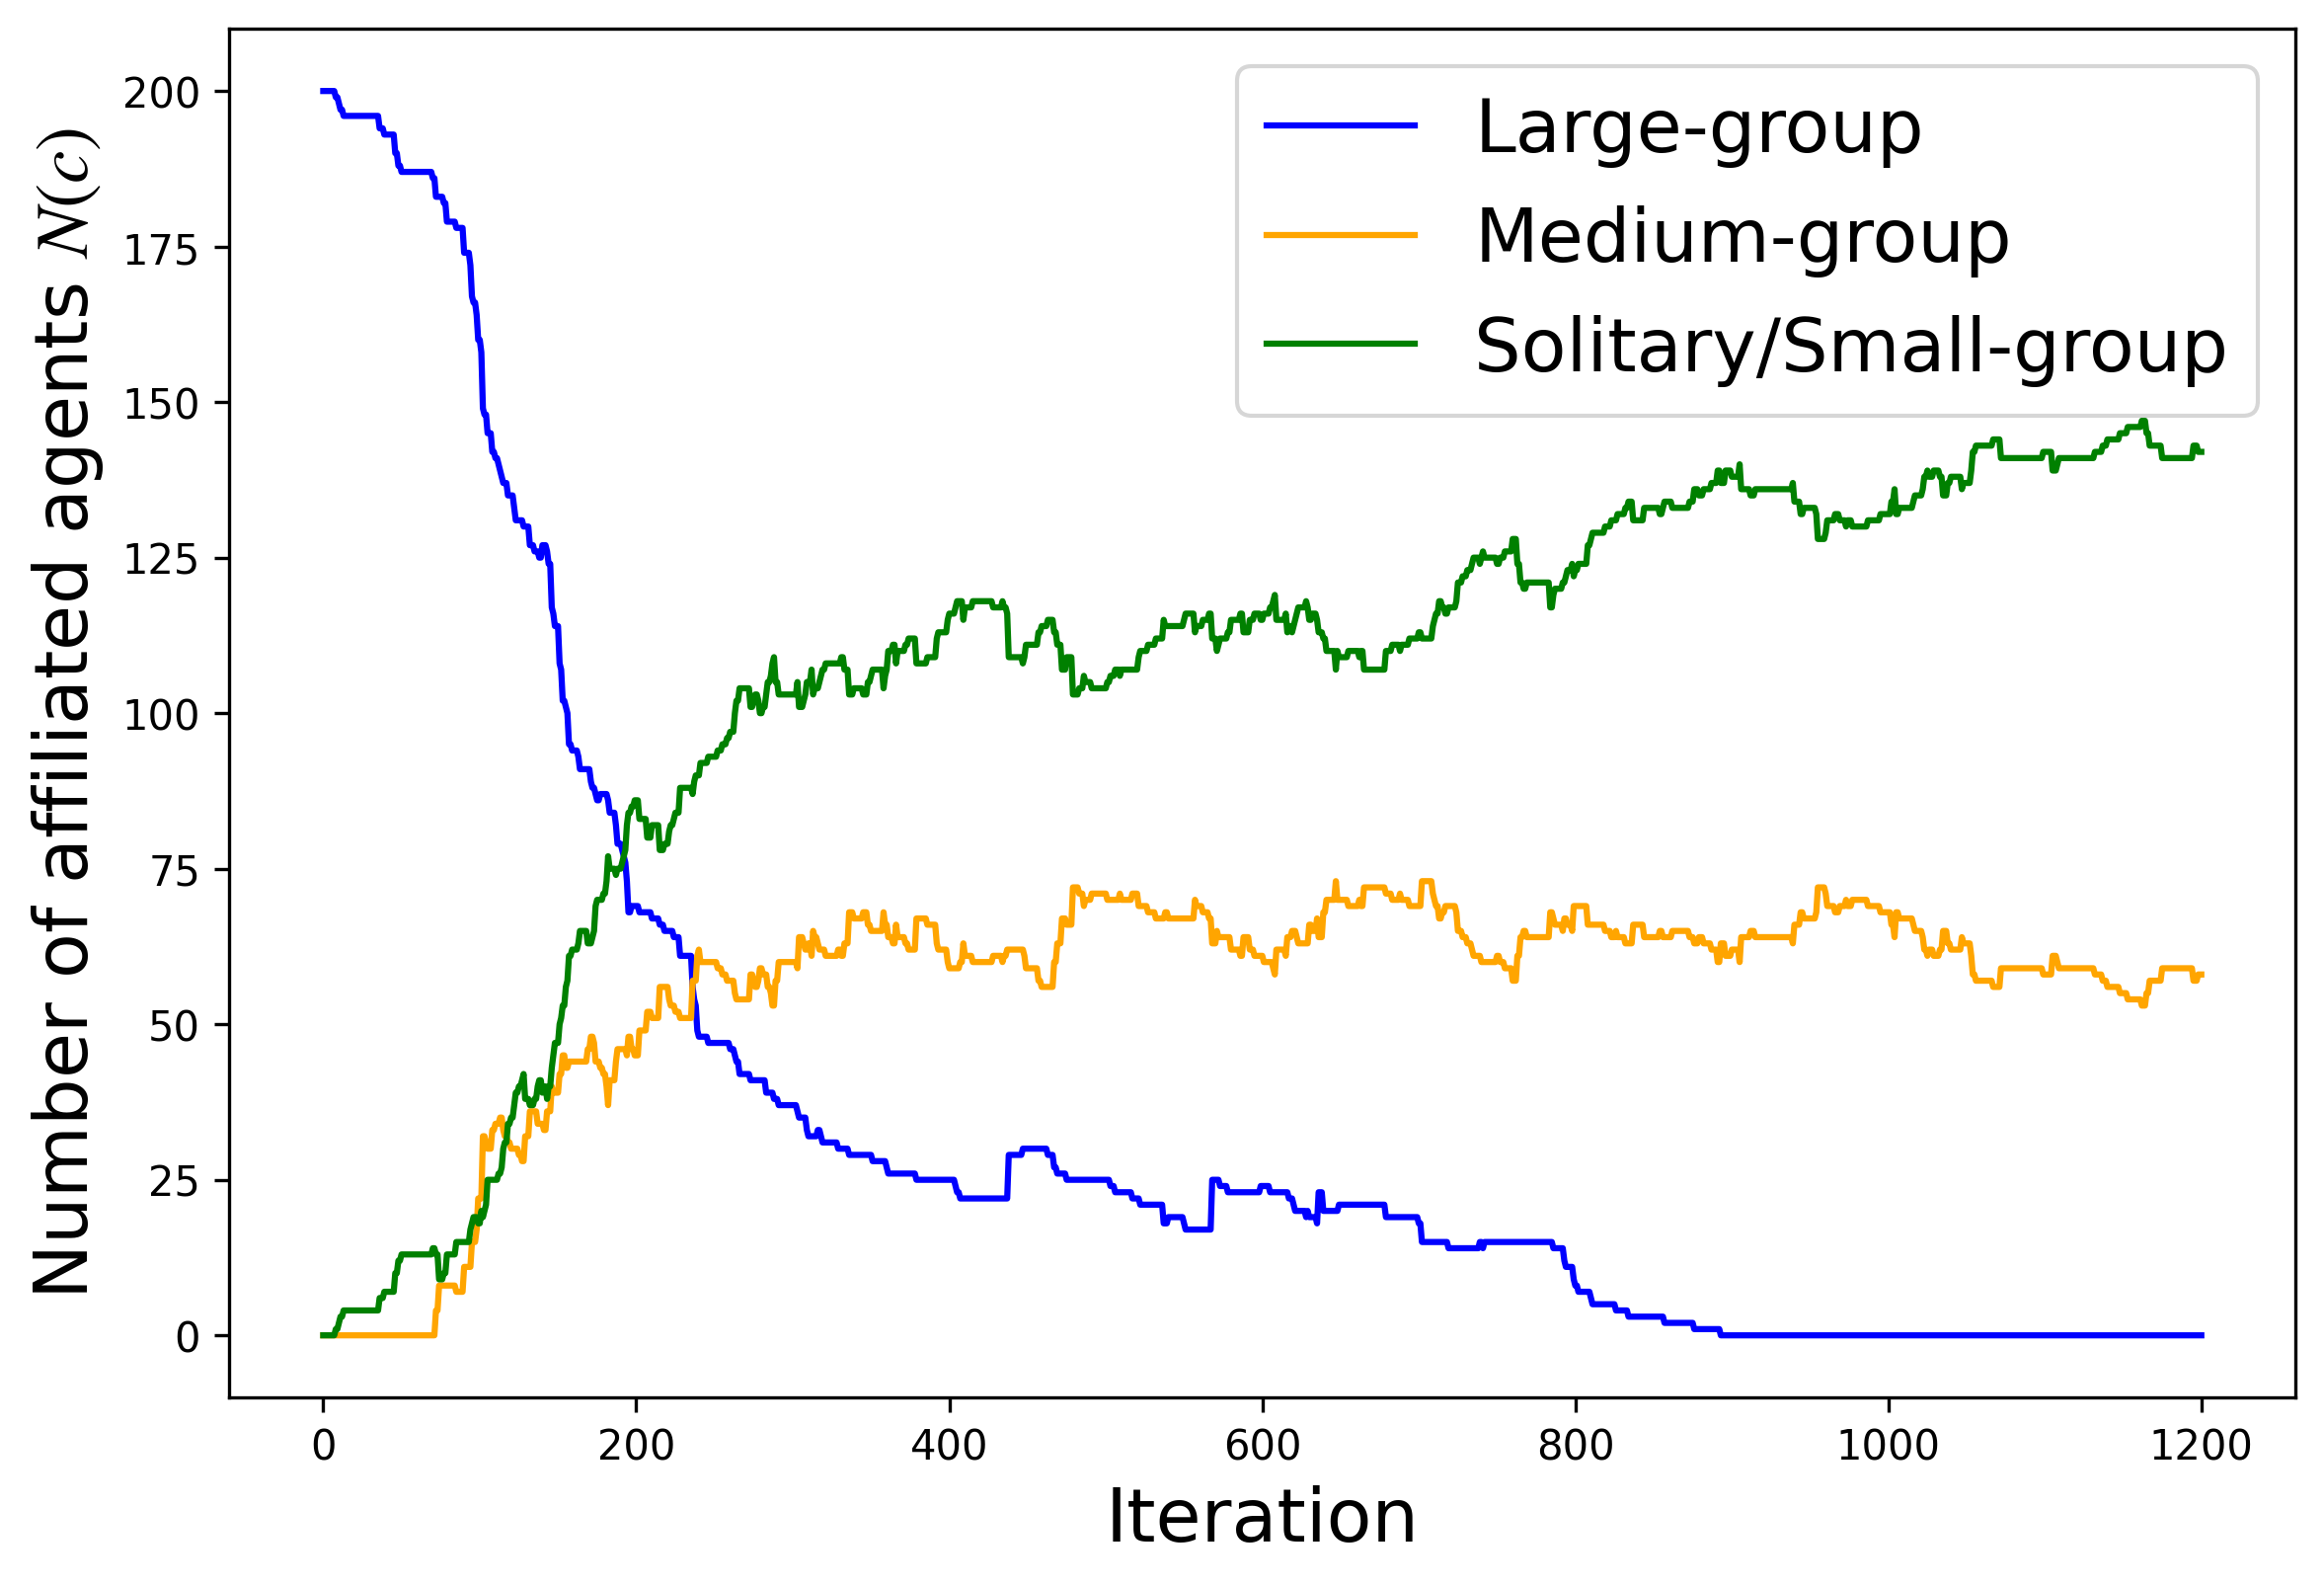 Number of affiliated agents N(c)
200
175
150
125
100
75
50
25
0
Large-group
Medium-group
Solitary/Small-group
0 200 400 600 800 1000 1200
Iteration